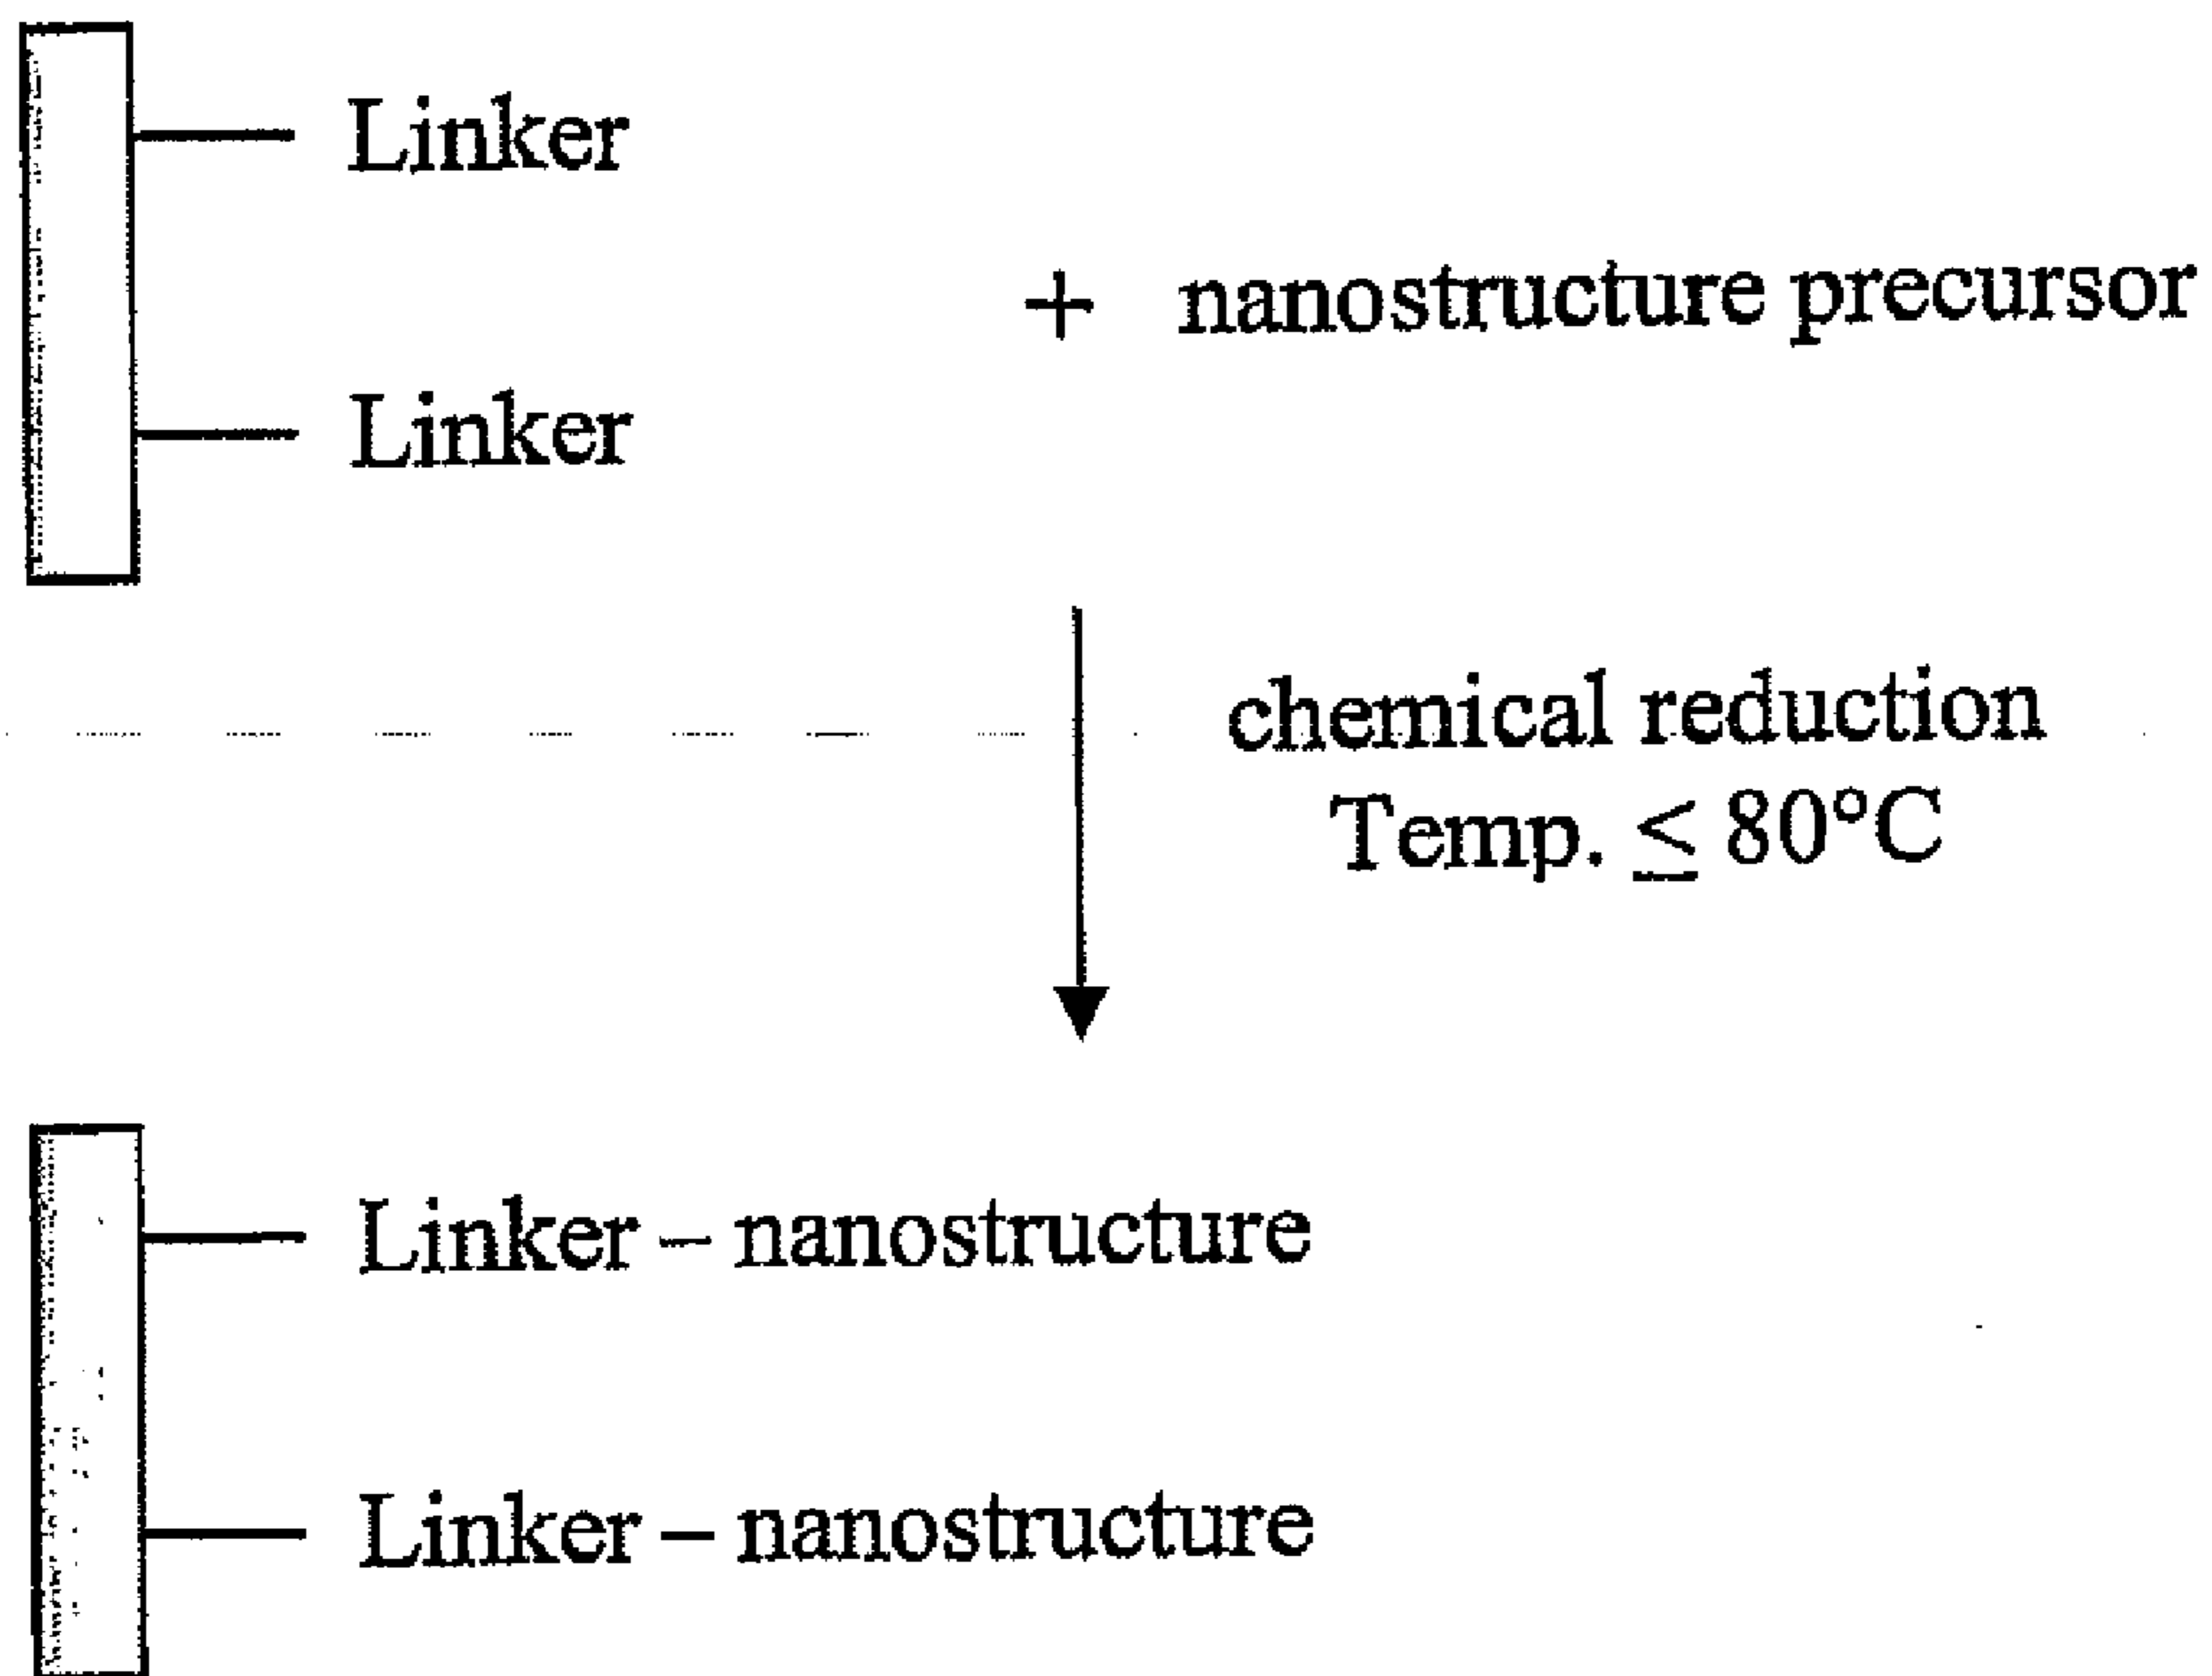 Linker
+ nanostructure precursor
Linker
chemical reduction
Temp. ≤ 80°C
Linker – nanostructure
Linker – nanostructure